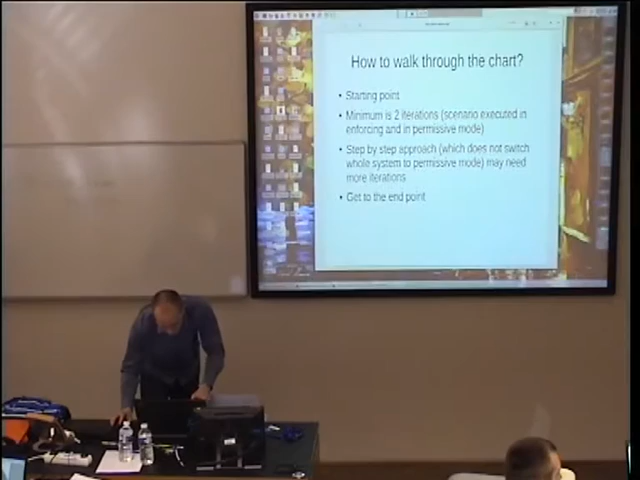 How to walk through the chart?
• Starting point
• Minimum is 2 iterations (scenario executed in
enforcing and in permissive mode)
• Step by step approach (which does not switch
whole system to permissive mode) may need
more iterations
• Get to the end point